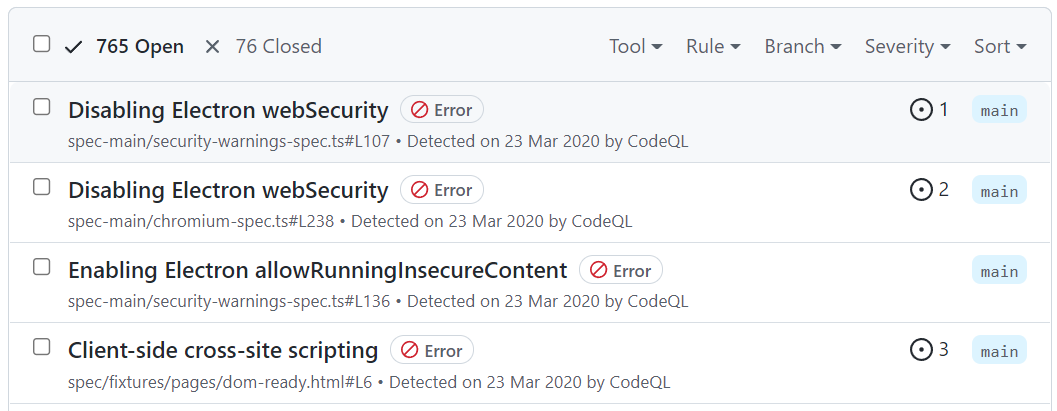 765 Open 76 Closed Tool Rule Branch Severity Sort
Disabling Electron webSecurity Error 1 main
spec-main/security-warnings-spec.ts#L107 • Detected on 23 Mar 2020 by CodeQL
Disabling Electron webSecurity Error 2 main
spec-main/chromium-spec.ts#L238 • Detected on 23 Mar 2020 by CodeQL
Enabling Electron allowRunningInsecureContent Error main
spec-main/security-warnings-spec.ts#L136 • Detected on 23 Mar 2020 by CodeQL
Client-side cross-site scripting Error 3 main
spec/fixtures/pages/dom-ready.html#L6 • Detected on 23 Mar 2020 by CodeQL